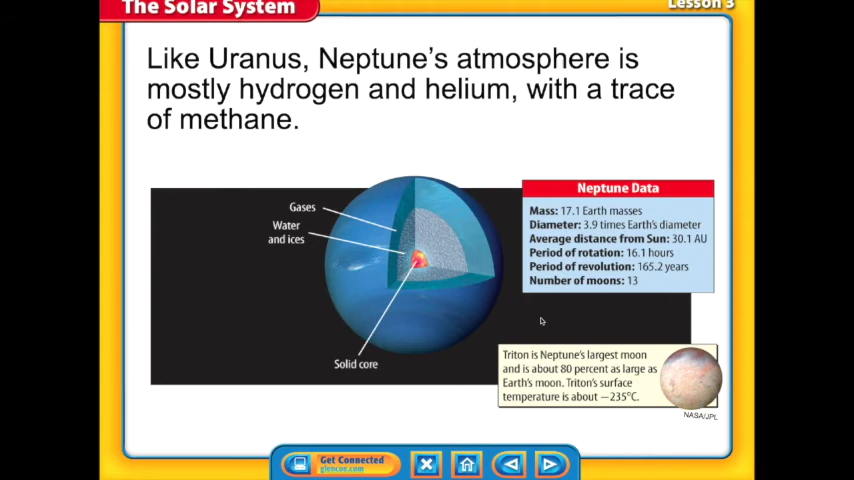 The Solar System
Lesson 3
Like Uranus, Neptune's atmosphere is
mostly hydrogen and helium, with a trace
of methane.
Gases
Water
and ices
Solid core
Neptune Data
Mass: 17.1 Earth masses
Diameter: 3.9 times Earth's diameter
Average distance from Sun: 30.1 AU
Period of rotation: 16.1 hours
Period of revolution: 165.2 years
Number of moons: 13
Triton is Neptune's largest moon
and is about 80 percent as large as
Earth's moon. Triton's surface
temperature is about −235°C.
NASA/JPL
Get Connected
glencoe.com